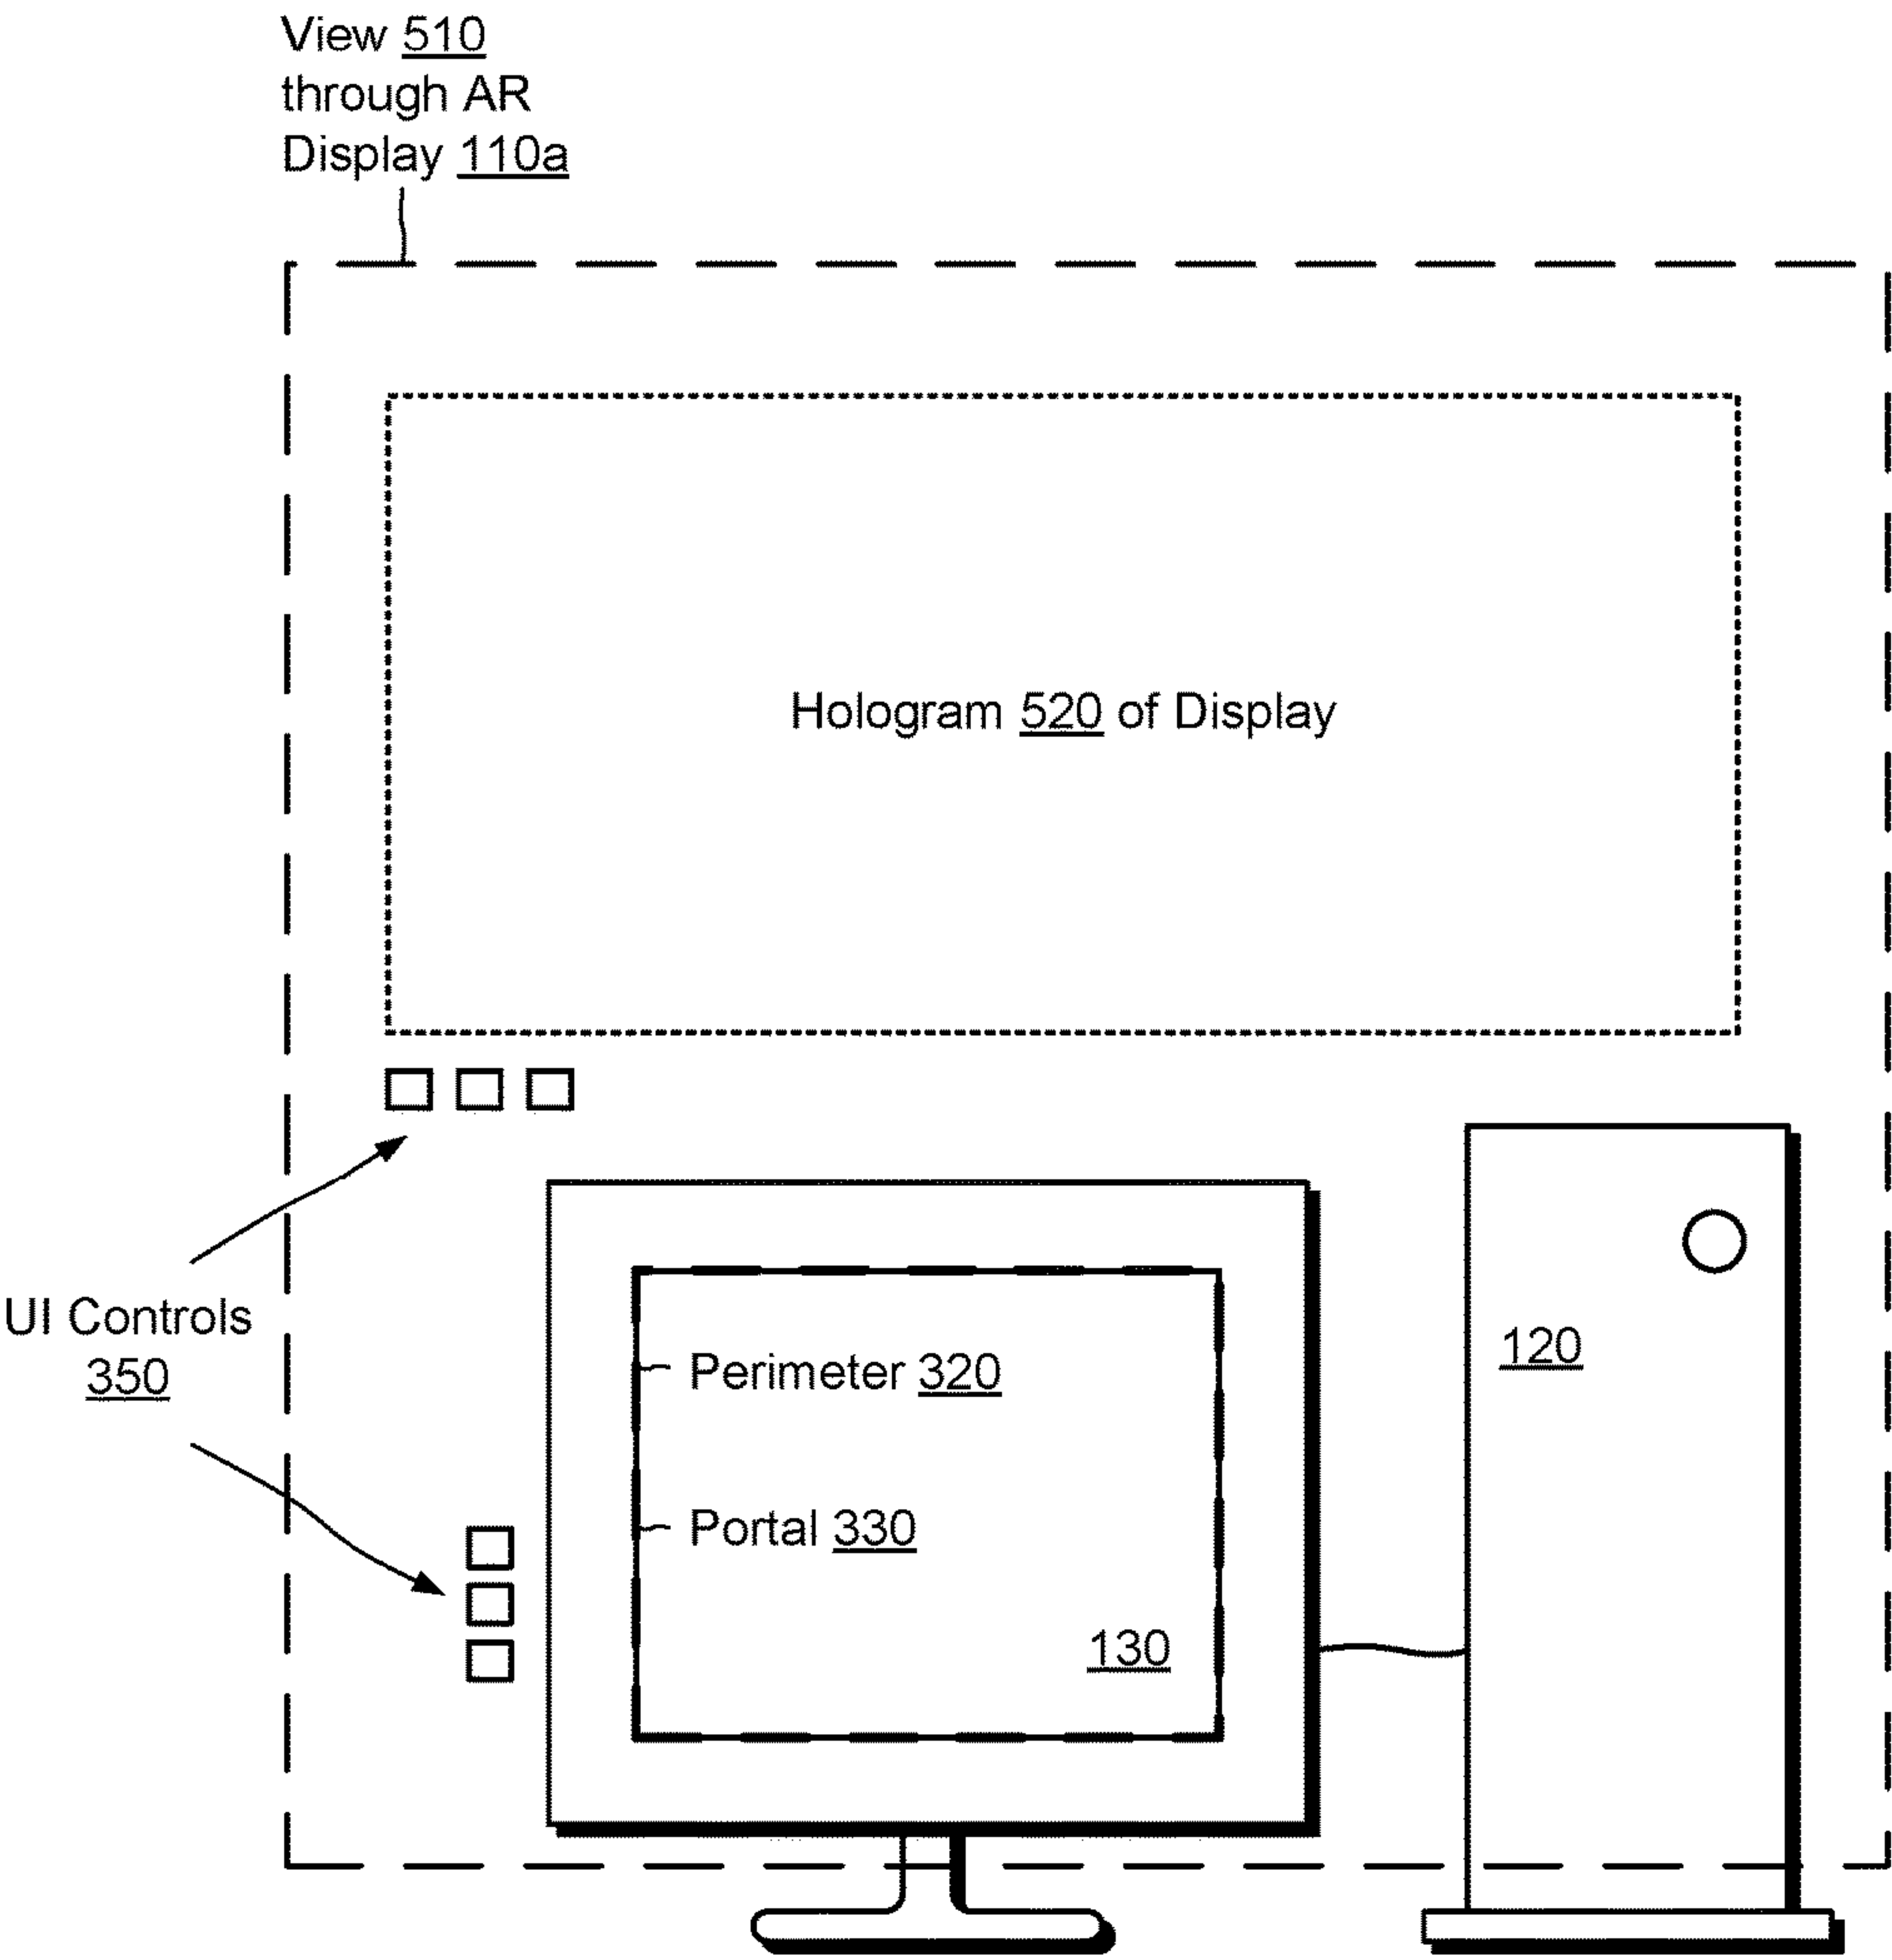 View 510
through AR
Display 110a
Hologram 520 of Display
UI Controls
350
Perimeter 320
120
Portal 330
130